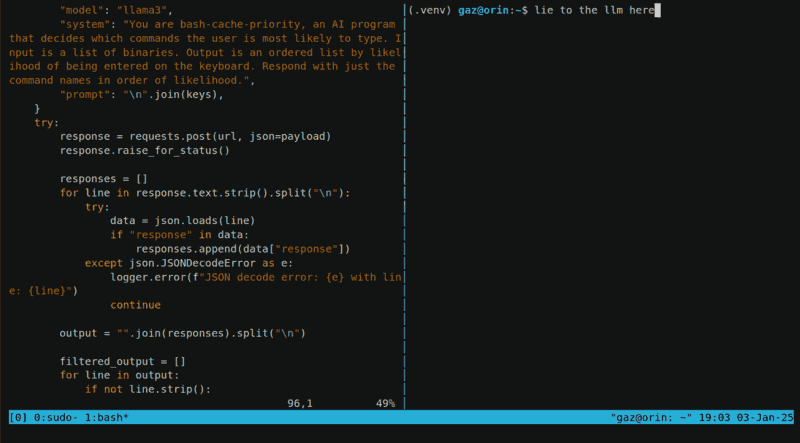 "model": "llama3",
"system": "You are bash-cache-priority, an AI program
that decides which commands the user is most likely to type. I
nput is a list of binaries. Output is an ordered list by likel
ihood of being entered on the keyboard. Respond with just the
command names in order of likelihood.",
"prompt": "\n".join(keys),
}
try:
response = requests.post(url, json=payload)
response.raise_for_status()
responses = []
for line in response.text.strip().split("\n"):
try:
data = json.loads(line)
if "response" in data:
responses.append(data["response"])
except json.JSONDecodeError as e:
logger.error(f"JSON decode error: {e} with lin
e: {line}")
continue
output = "".join(responses).split("\n")
filtered_output = []
for line in output:
if not line.strip():
96,1 49%
(.venv) gaz@orin:~$ lie to the llm here
[0] 0:sudo- 1:bash* "gaz@orin: ~" 19:03 03-Jan-25